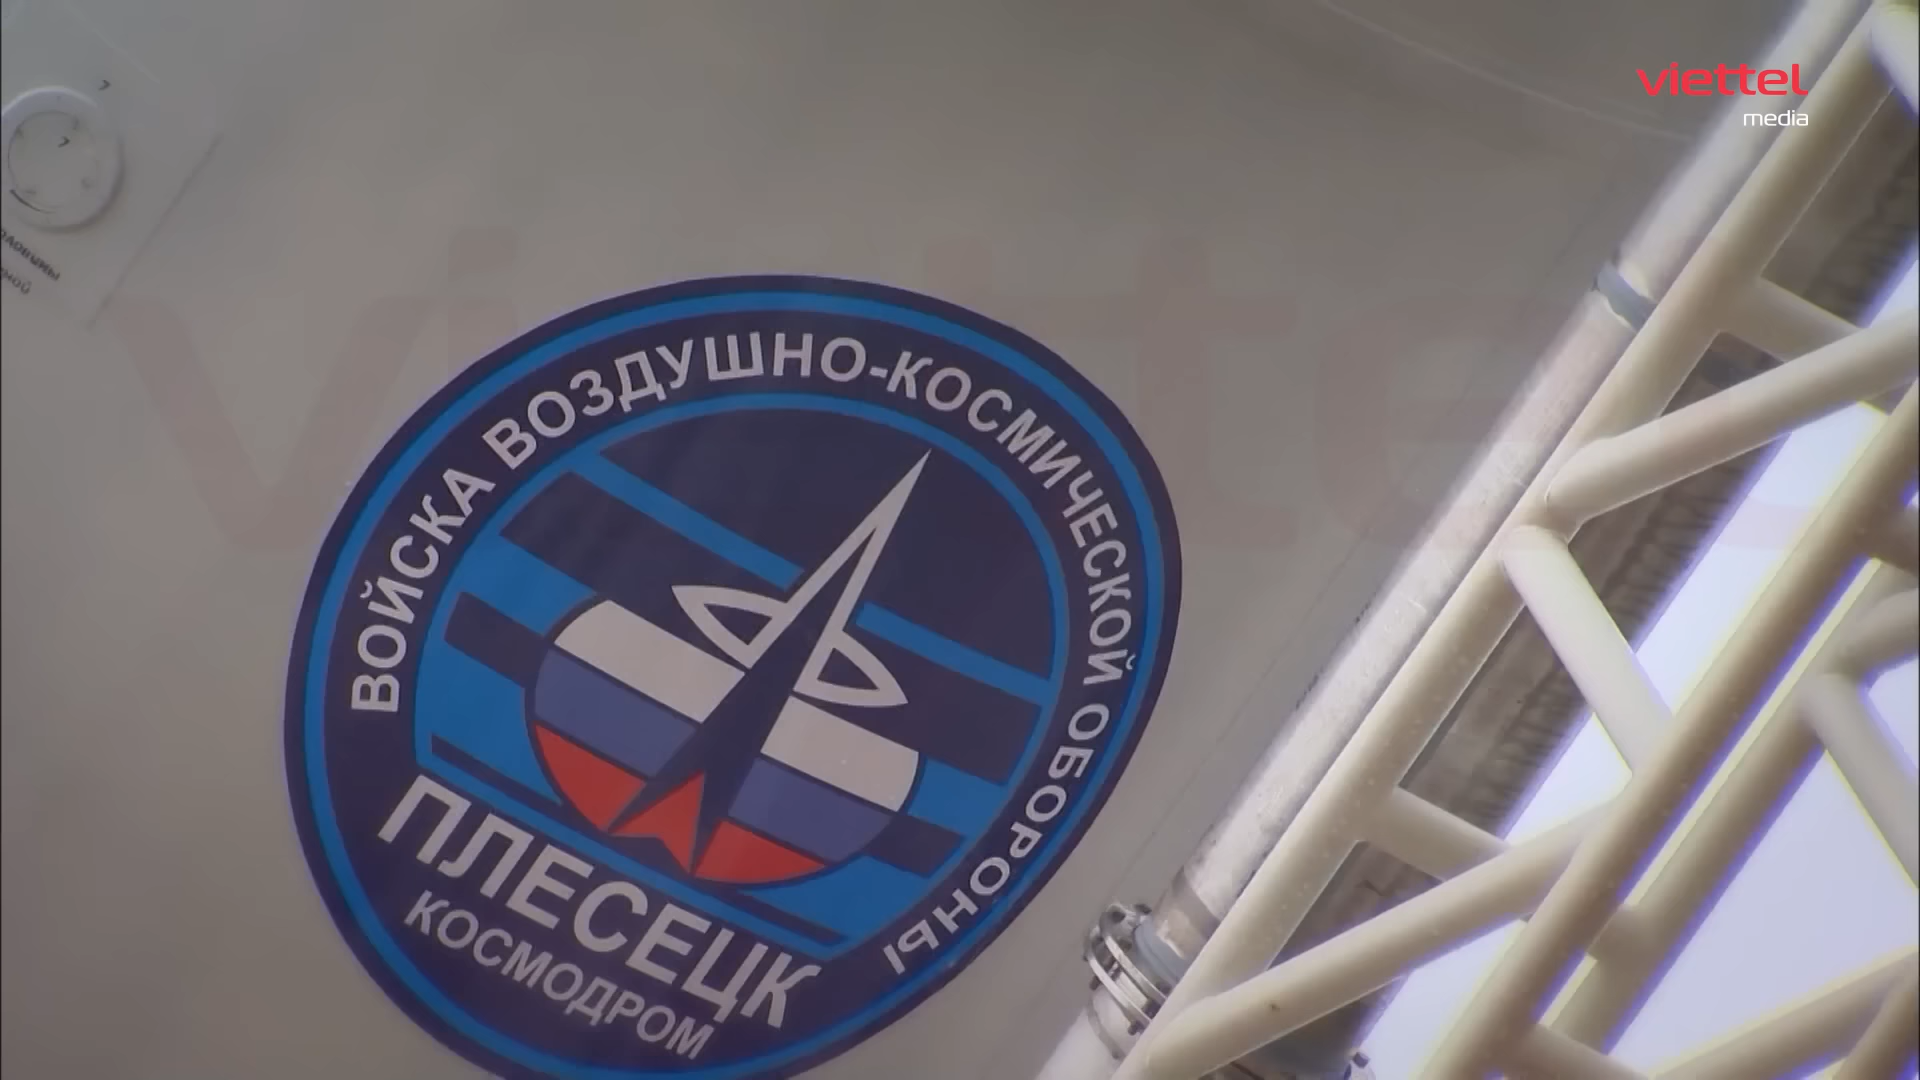 viettel
media
ВОЙСКА ВОЗДУШНО-КОСМИЧЕСКОЙ ОБОРОНЫ
ПЛЕСЕЦК
КОСМОДРОМ